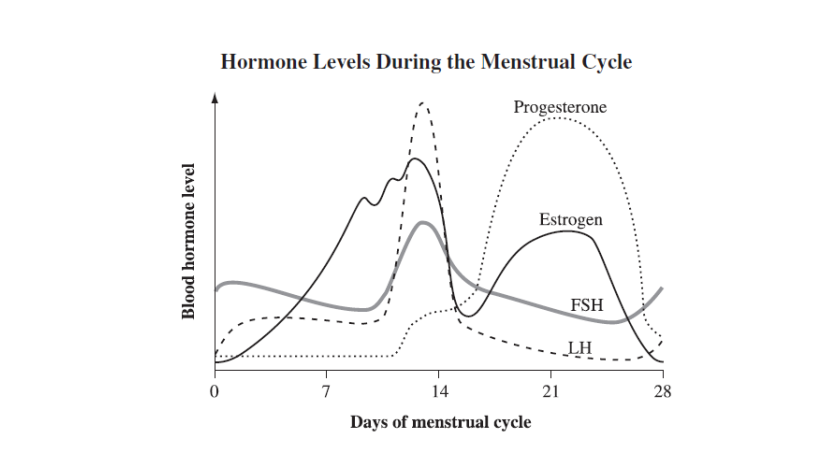 Hormone Levels During the Menstrual Cycle
Progesterone
Estrogen
FSH
LH
Blood hormone level
0 7 14 21 28
Days of menstrual cycle